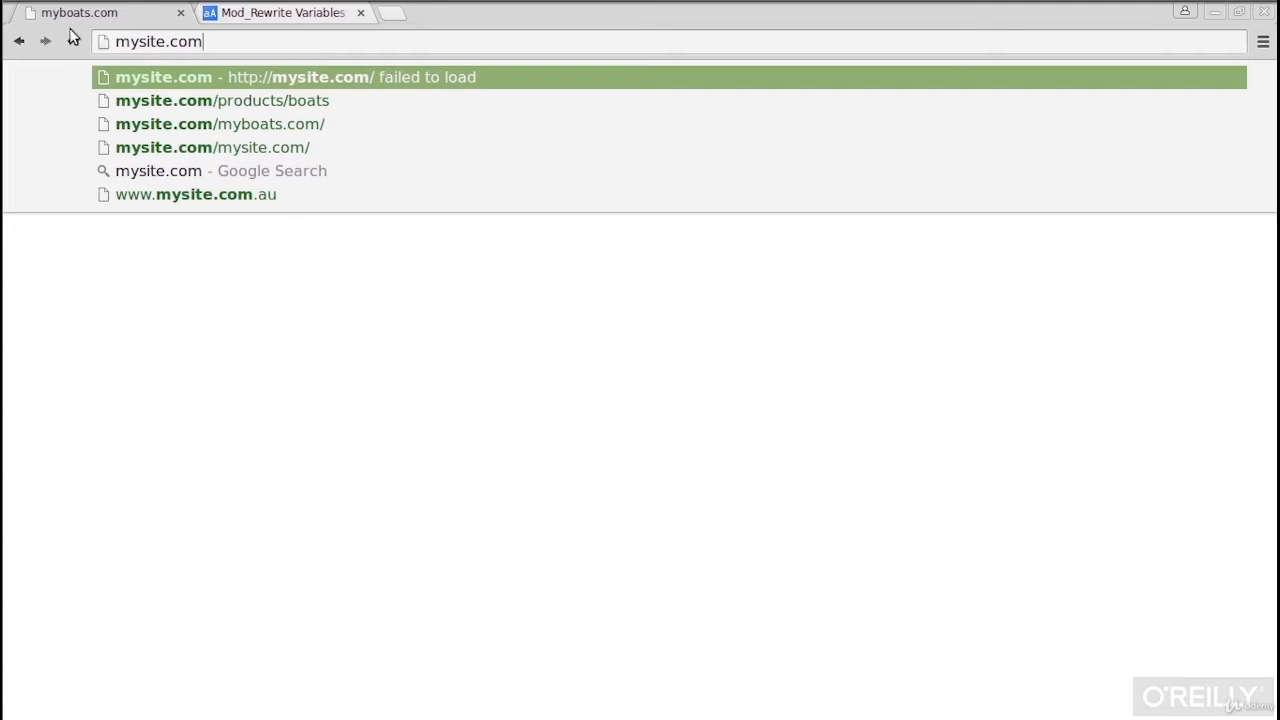 myboats.com
Mod_Rewrite Variables
mysite.com
mysite.com - http://mysite.com/ failed to load
mysite.com/products/boats
mysite.com/myboats.com/
mysite.com/mysite.com/
mysite.com - Google Search
www.mysite.com.au
O'REILLY
Udemy